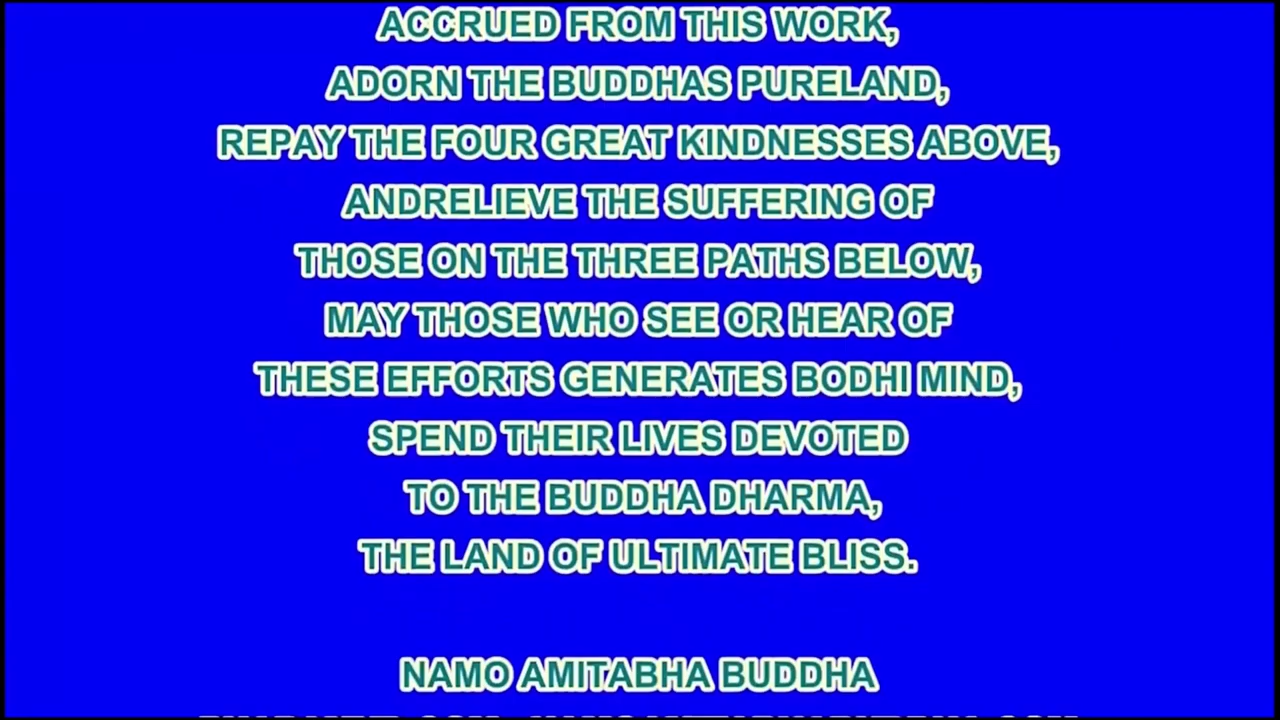 ACCRUED FROM THIS WORK,
ADORN THE BUDDHAS PURELAND,
REPAY THE FOUR GREAT KINDNESSES ABOVE,
ANDRELIEVE THE SUFFERING OF
THOSE ON THE THREE PATHS BELOW,
MAY THOSE WHO SEE OR HEAR OF
THESE EFFORTS GENERATES BODHI MIND,
SPEND THEIR LIVES DEVOTED
TO THE BUDDHA DHARMA,
THE LAND OF ULTIMATE BLISS.
NAMO AMITABHA BUDDHA